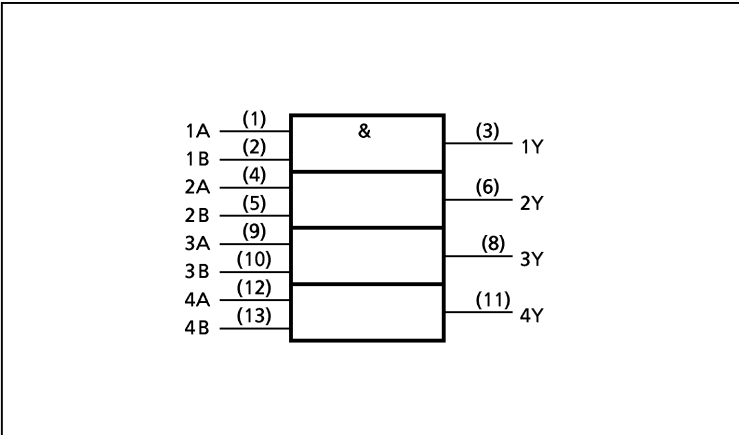 1A (1) & (3) 1Y
1B (2)
2A (4) (6) 2Y
2B (5)
3A (9) (8) 3Y
3B (10)
4A (12) (11) 4Y
4B (13)